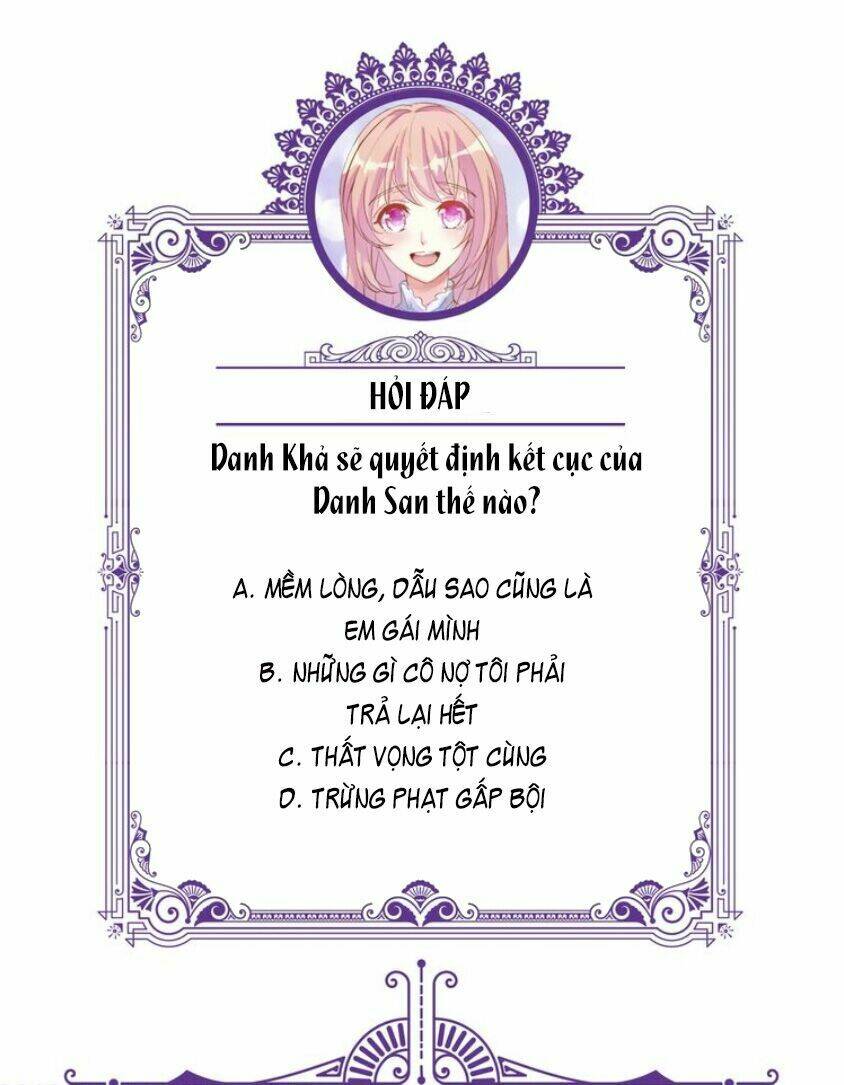 HỎI ĐÁP
Danh Khả sẽ quyết định kết cục của
Danh San thế nào?
A. MỀM LÒNG, DẪU SAO CŨNG LÀ
EM GÁI MÌNH
B. NHỮNG GÌ CÔ NỢ TÔI PHẢI
TRẢ LẠI HẾT
C. THẤT VỌNG TỘT CÙNG
D. TRỪNG PHẠT GẤP BỘI